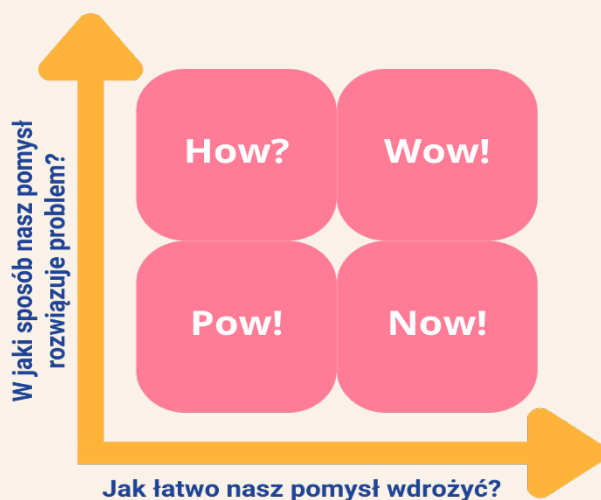 W jaki sposób nasz pomysł
rozwiązuje problem?
How?
Wow!
Pow!
Now!
Jak łatwo nasz pomysł wdrożyć?